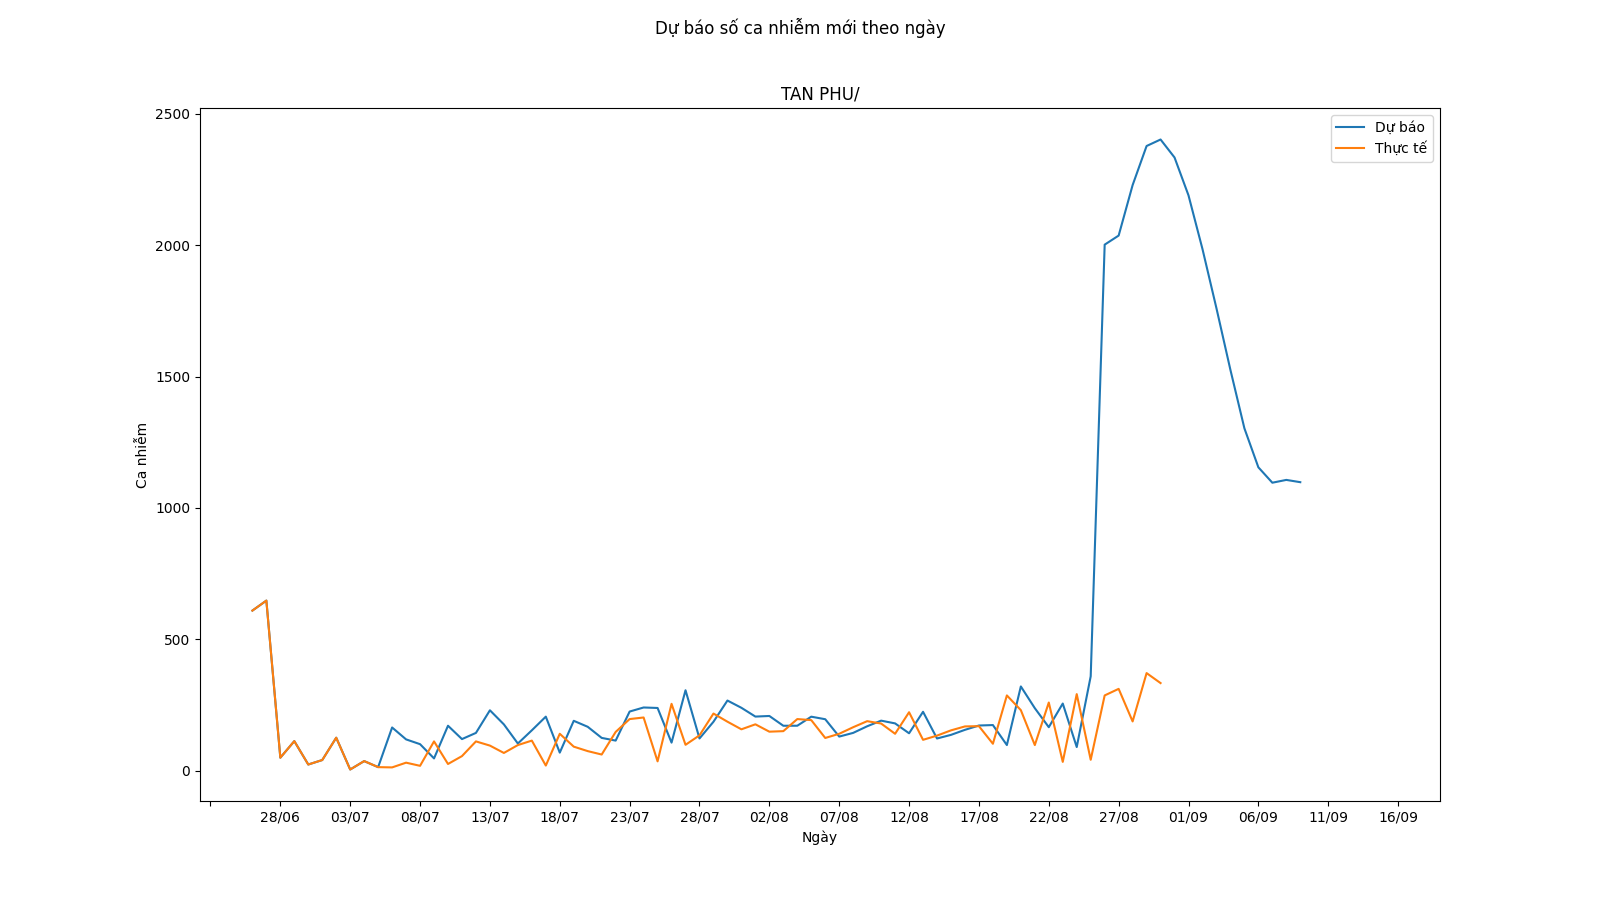 Dự báo số ca nhiễm mới theo ngày
TAN PHU/
2500
2000
1500
1000
500
0
Ca nhiễm
Dự báo
Thực tế
28/06 03/07 08/07 13/07 18/07 23/07 28/07 02/08 07/08 12/08 17/08 22/08 27/08 01/09 06/09 11/09 16/09
Ngày